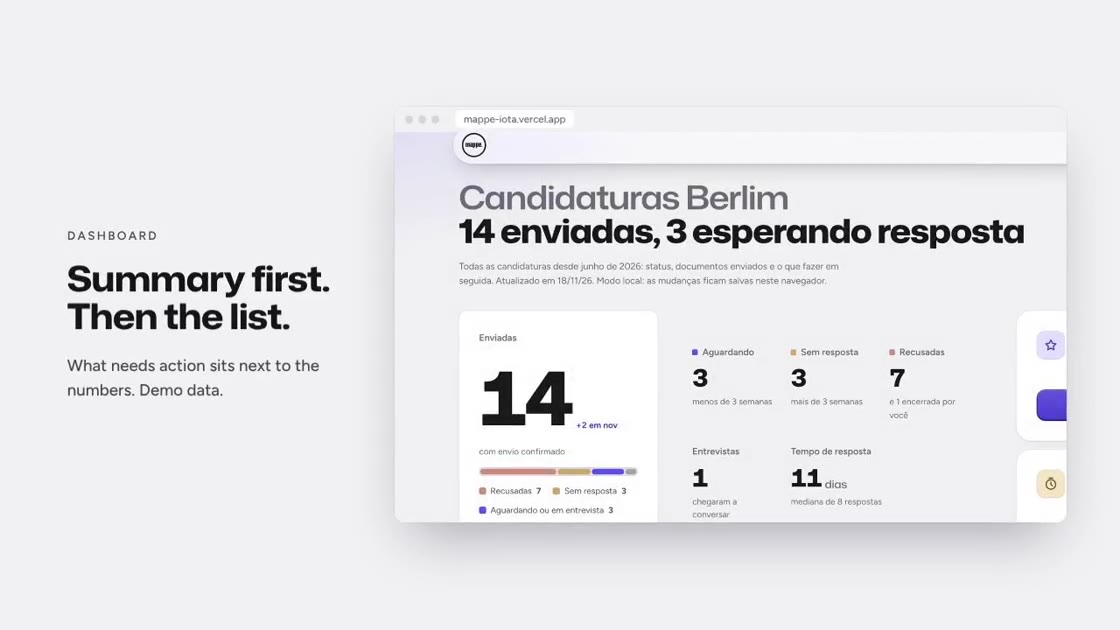 DASHBOARD
Summary first.
Then the list.
What needs action sits next to the
numbers. Demo data.
mappe-iota.vercel.app
mappe.
Candidaturas Berlim
14 enviadas, 3 esperando resposta
Todas as candidaturas desde junho de 2026: status, documentos enviados e o que fazer em
seguida. Atualizado em 18/11/26. Modo local: as mudanças ficam salvas neste navegador.
Enviadas
14
+2 em nov
com envio confirmado
Recusadas 7
Sem resposta 3
Aguardando ou em entrevista 3
Aguardando
3
menos de 3 semanas
Sem resposta
3
mais de 3 semanas
Recusadas
7
e 1 encerrada por
você
Entrevistas
1
chegaram a
conversar
Tempo de resposta
11 dias
mediana de 8 respostas